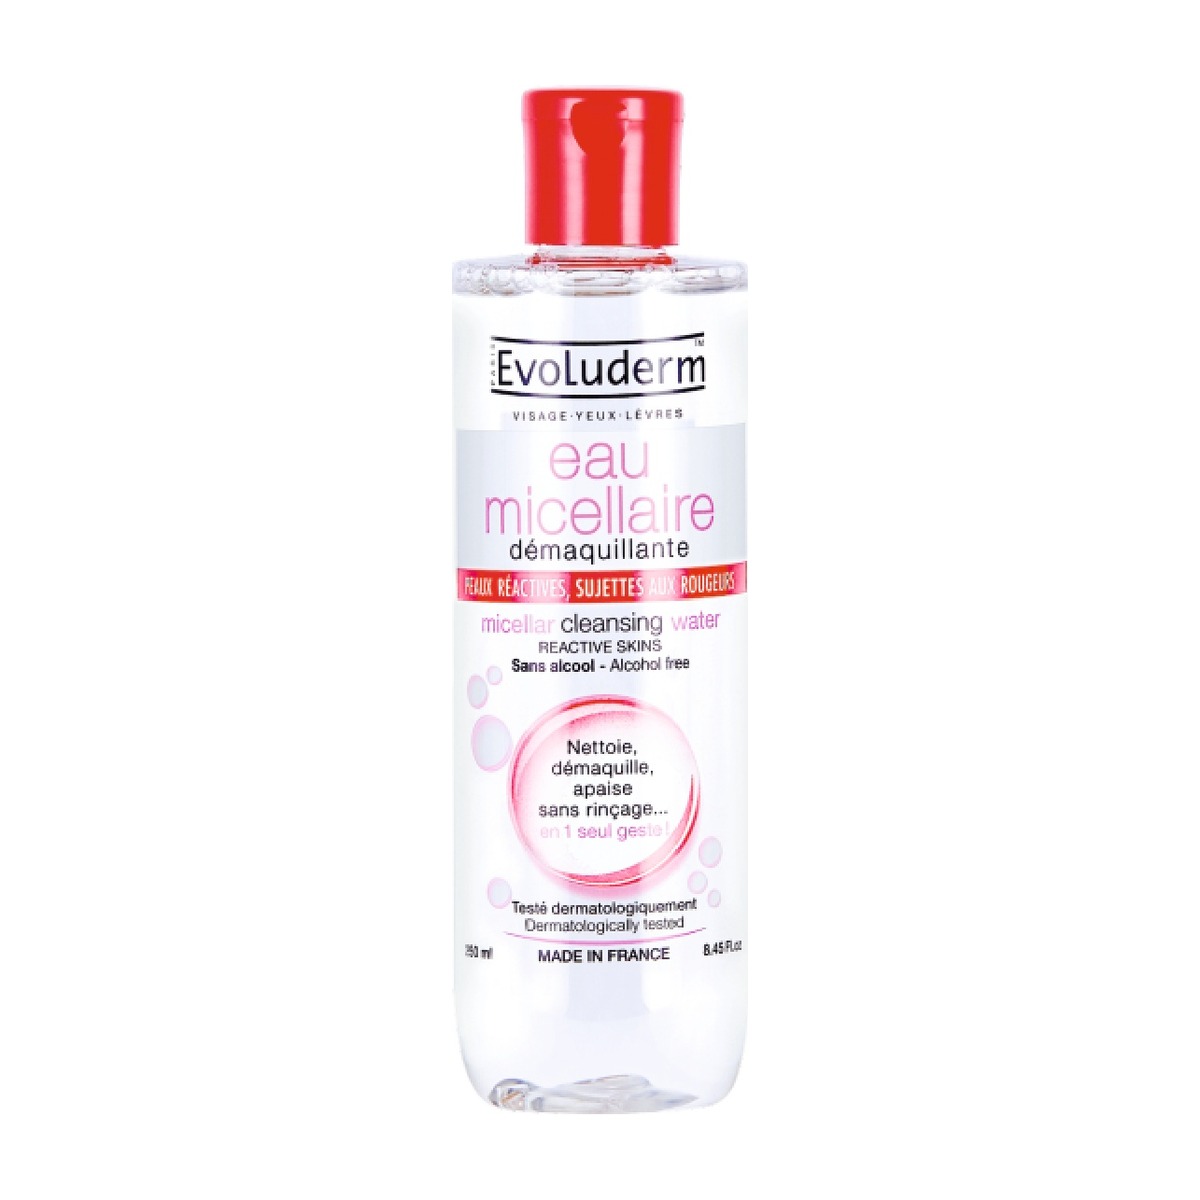 PARIS EvoLuderm™
VISAGE·YEUX·LÈVRES
eau
micellaire
démaquillante
PEAUX RÉACTIVES, SUJETTES AUX ROUGEURS
micellar cleansing water
REACTIVE SKINS
Sans alcool - Alcohol free
Nettoie,
démaquille,
apaise
sans rinçage...
en 1 seul geste !
Testé dermatologiquement
Dermatologically tested
250 ml MADE IN FRANCE 8.45 Fl.oz